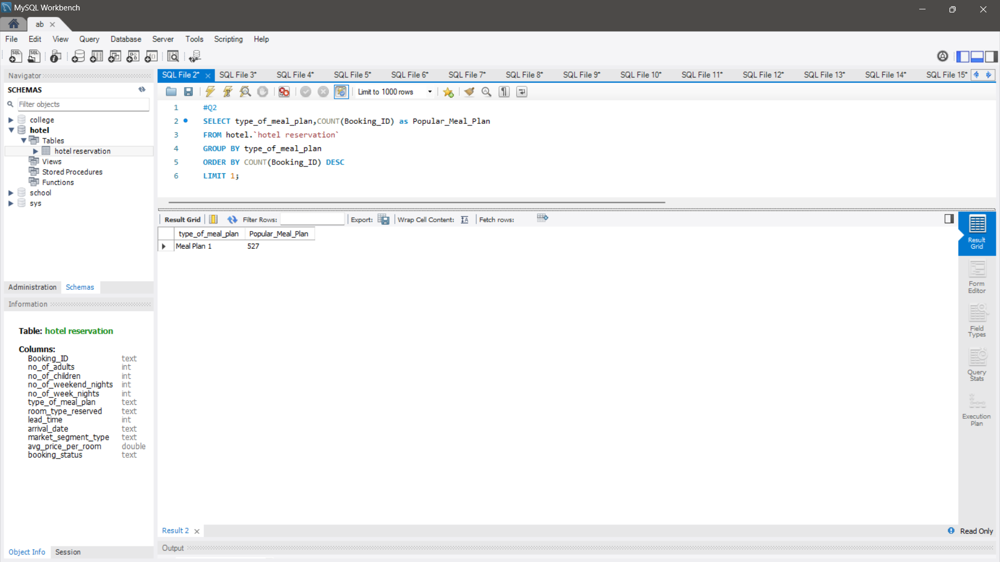 MySQL Workbench
ab
File Edit View Query Database Server Tools Scripting Help
Navigator
SCHEMAS
Filter objects
college
hotel
Tables
hotel reservation
Views
Stored Procedures
Functions
school
sys
Administration Schemas
Information
Table: hotel reservation
Columns:
Booking_ID text
no_of_adults int
no_of_children int
no_of_weekend_nights int
no_of_week_nights int
type_of_meal_plan text
room_type_reserved text
lead_time int
arrival_date text
market_segment_type text
avg_price_per_room double
booking_status text
Object Info Session
SQL File 2* SQL File 3* SQL File 4* SQL File 5* SQL File 6* SQL File 7* SQL File 8* SQL File 9* SQL File 10* SQL File 11* SQL File 12* SQL File 13* SQL File 14* SQL File 15*
Limit to 1000 rows
1 #Q2
2 SELECT type_of_meal_plan,COUNT(Booking_ID) as Popular_Meal_Plan
3 FROM hotel.`hotel reservation`
4 GROUP BY type_of_meal_plan
5 ORDER BY COUNT(Booking_ID) DESC
6 LIMIT 1;
Result Grid Filter Rows: Export: Wrap Cell Content: Fetch rows:
type_of_meal_plan Popular_Meal_Plan
Meal Plan 1 527
Result
Grid
Form
Editor
Field
Types
Query
Stats
Execution
Plan
Result 2
Read Only
Output